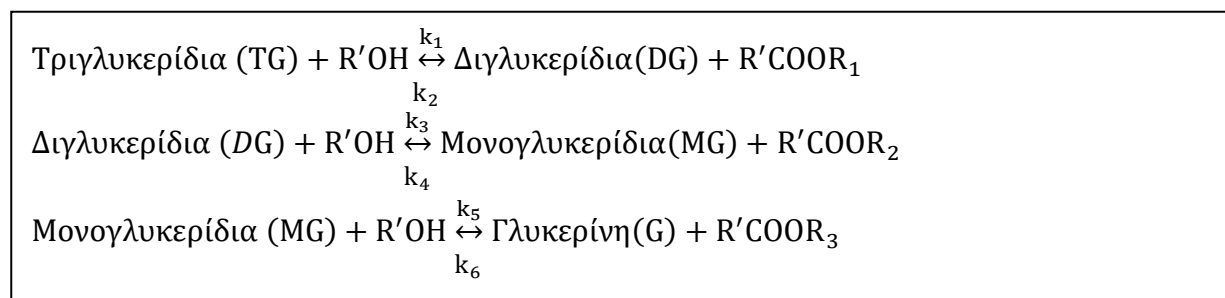 Τριγλυκερίδια (TG) + R′OH k₁ ↔ k₂ Διγλυκερίδια(DG) + R′COOR₁
Διγλυκερίδια (DG) + R′OH k₃ ↔ k₄ Μονογλυκερίδια(MG) + R′COOR₂
Μονογλυκερίδια (MG) + R′OH k₅ ↔ k₆ Γλυκερίνη(G) + R′COOR₃